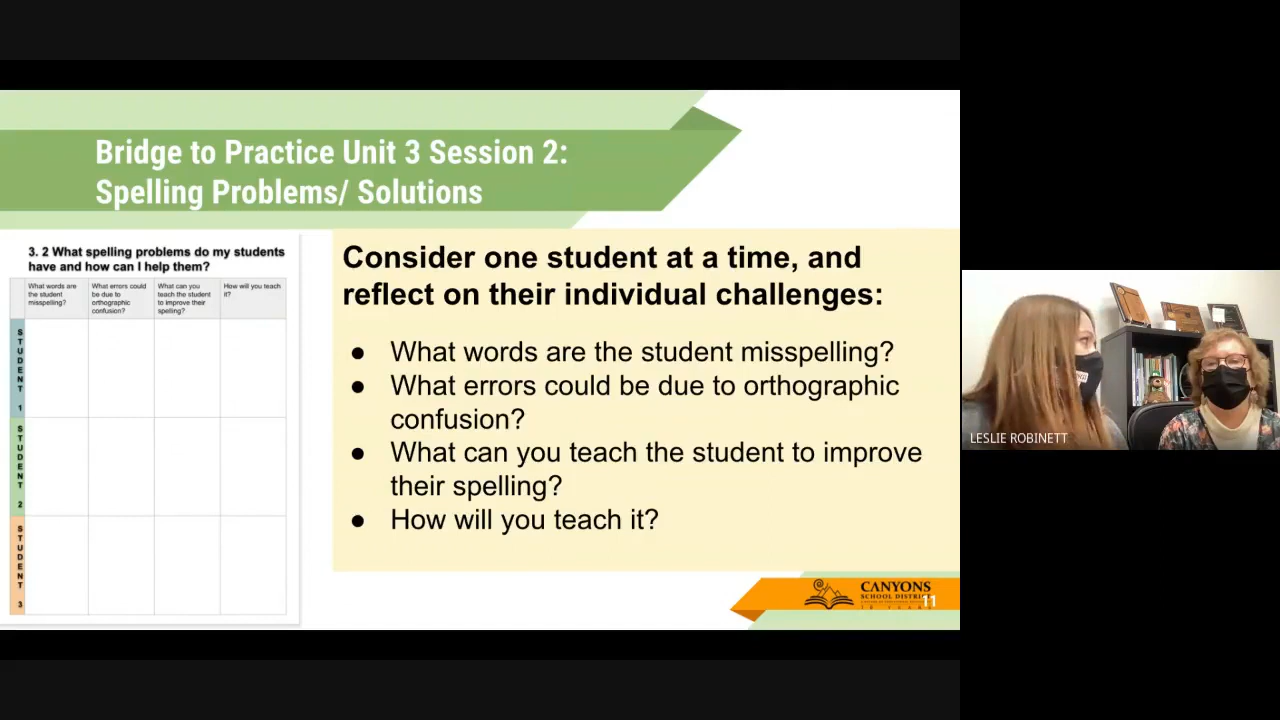 Bridge to Practice Unit 3 Session 2:
Spelling Problems/ Solutions
3. 2 What spelling problems do my students
have and how can I help them?
What words are
the student
misspelling?
What errors could
be due to
orthographic
confusion?
What can you
teach the student
to improve their
spelling?
How will you teach
it?
STUDENT 1
STUDENT 2
STUDENT 3
Consider one student at a time, and
reflect on their individual challenges:
● What words are the student misspelling?
● What errors could be due to orthographic
confusion?
● What can you teach the student to improve
their spelling?
● How will you teach it?
CANYONS
SCHOOL DISTRI
11
LESLIE ROBINETT